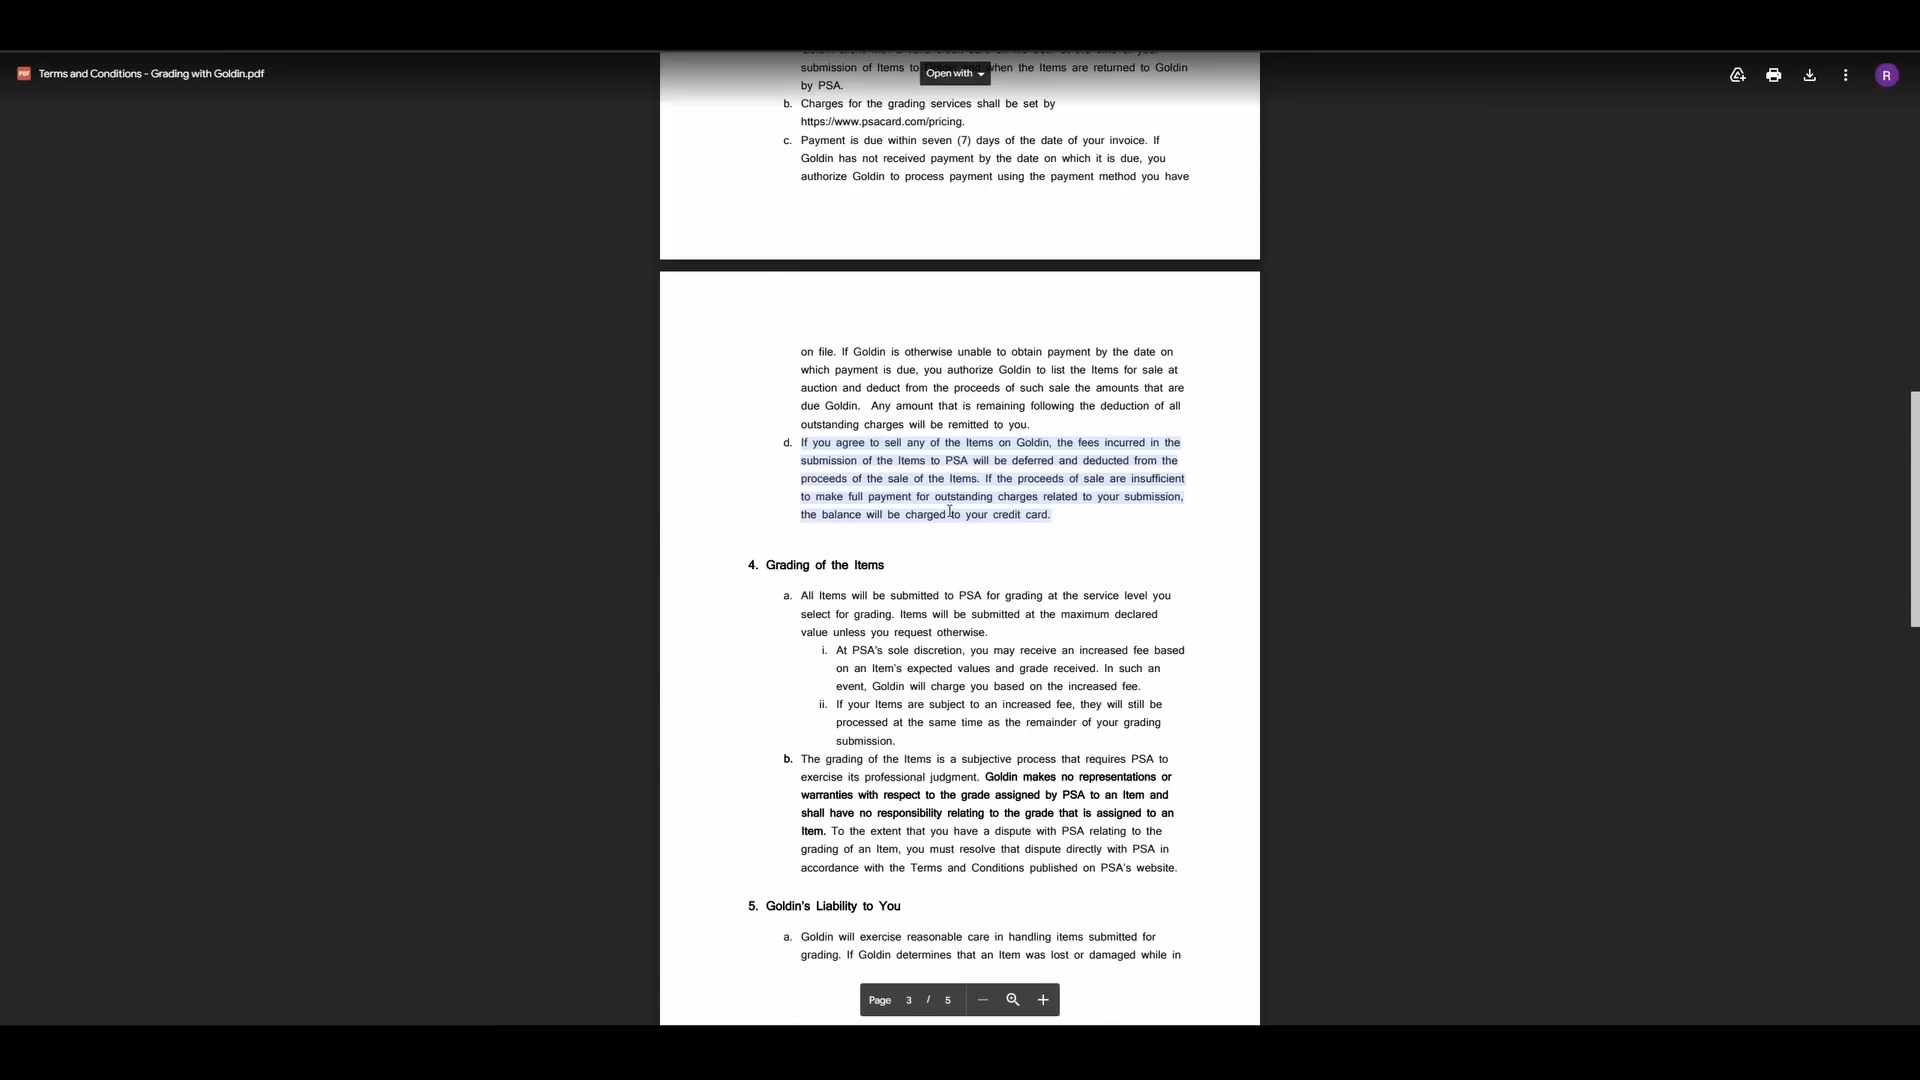 Terms and Conditions - Grading with Goldin.pdf
Open with
R
submission of Items to Goldin and when the Items are returned to Goldin
by PSA.
b. Charges for the grading services shall be set by
https://www.psacard.com/pricing.
c. Payment is due within seven (7) days of the date of your invoice. If
Goldin has not received payment by the date on which it is due, you
authorize Goldin to process payment using the payment method you have
on file. If Goldin is otherwise unable to obtain payment by the date on
which payment is due, you authorize Goldin to list the Items for sale at
auction and deduct from the proceeds of such sale the amounts that are
due Goldin. Any amount that is remaining following the deduction of all
outstanding charges will be remitted to you.
d. If you agree to sell any of the Items on Goldin, the fees incurred in the
submission of the Items to PSA will be deferred and deducted from the
proceeds of the sale of the Items. If the proceeds of sale are insufficient
to make full payment for outstanding charges related to your submission,
the balance will be charged to your credit card.
4. Grading of the Items
a. All Items will be submitted to PSA for grading at the service level you
select for grading. Items will be submitted at the maximum declared
value unless you request otherwise.
i. At PSA's sole discretion, you may receive an increased fee based
on an Item's expected values and grade received. In such an
event, Goldin will charge you based on the increased fee.
ii. If your Items are subject to an increased fee, they will still be
processed at the same time as the remainder of your grading
submission.
b. The grading of the Items is a subjective process that requires PSA to
exercise its professional judgment. Goldin makes no representations or
warranties with respect to the grade assigned by PSA to an Item and
shall have no responsibility relating to the grade that is assigned to an
Item. To the extent that you have a dispute with PSA relating to the
grading of an Item, you must resolve that dispute directly with PSA in
accordance with the Terms and Conditions published on PSA's website.
5. Goldin's Liability to You
a. Goldin will exercise reasonable care in handling items submitted for
grading. If Goldin determines that an Item was lost or damaged while in
Page 3 / 5